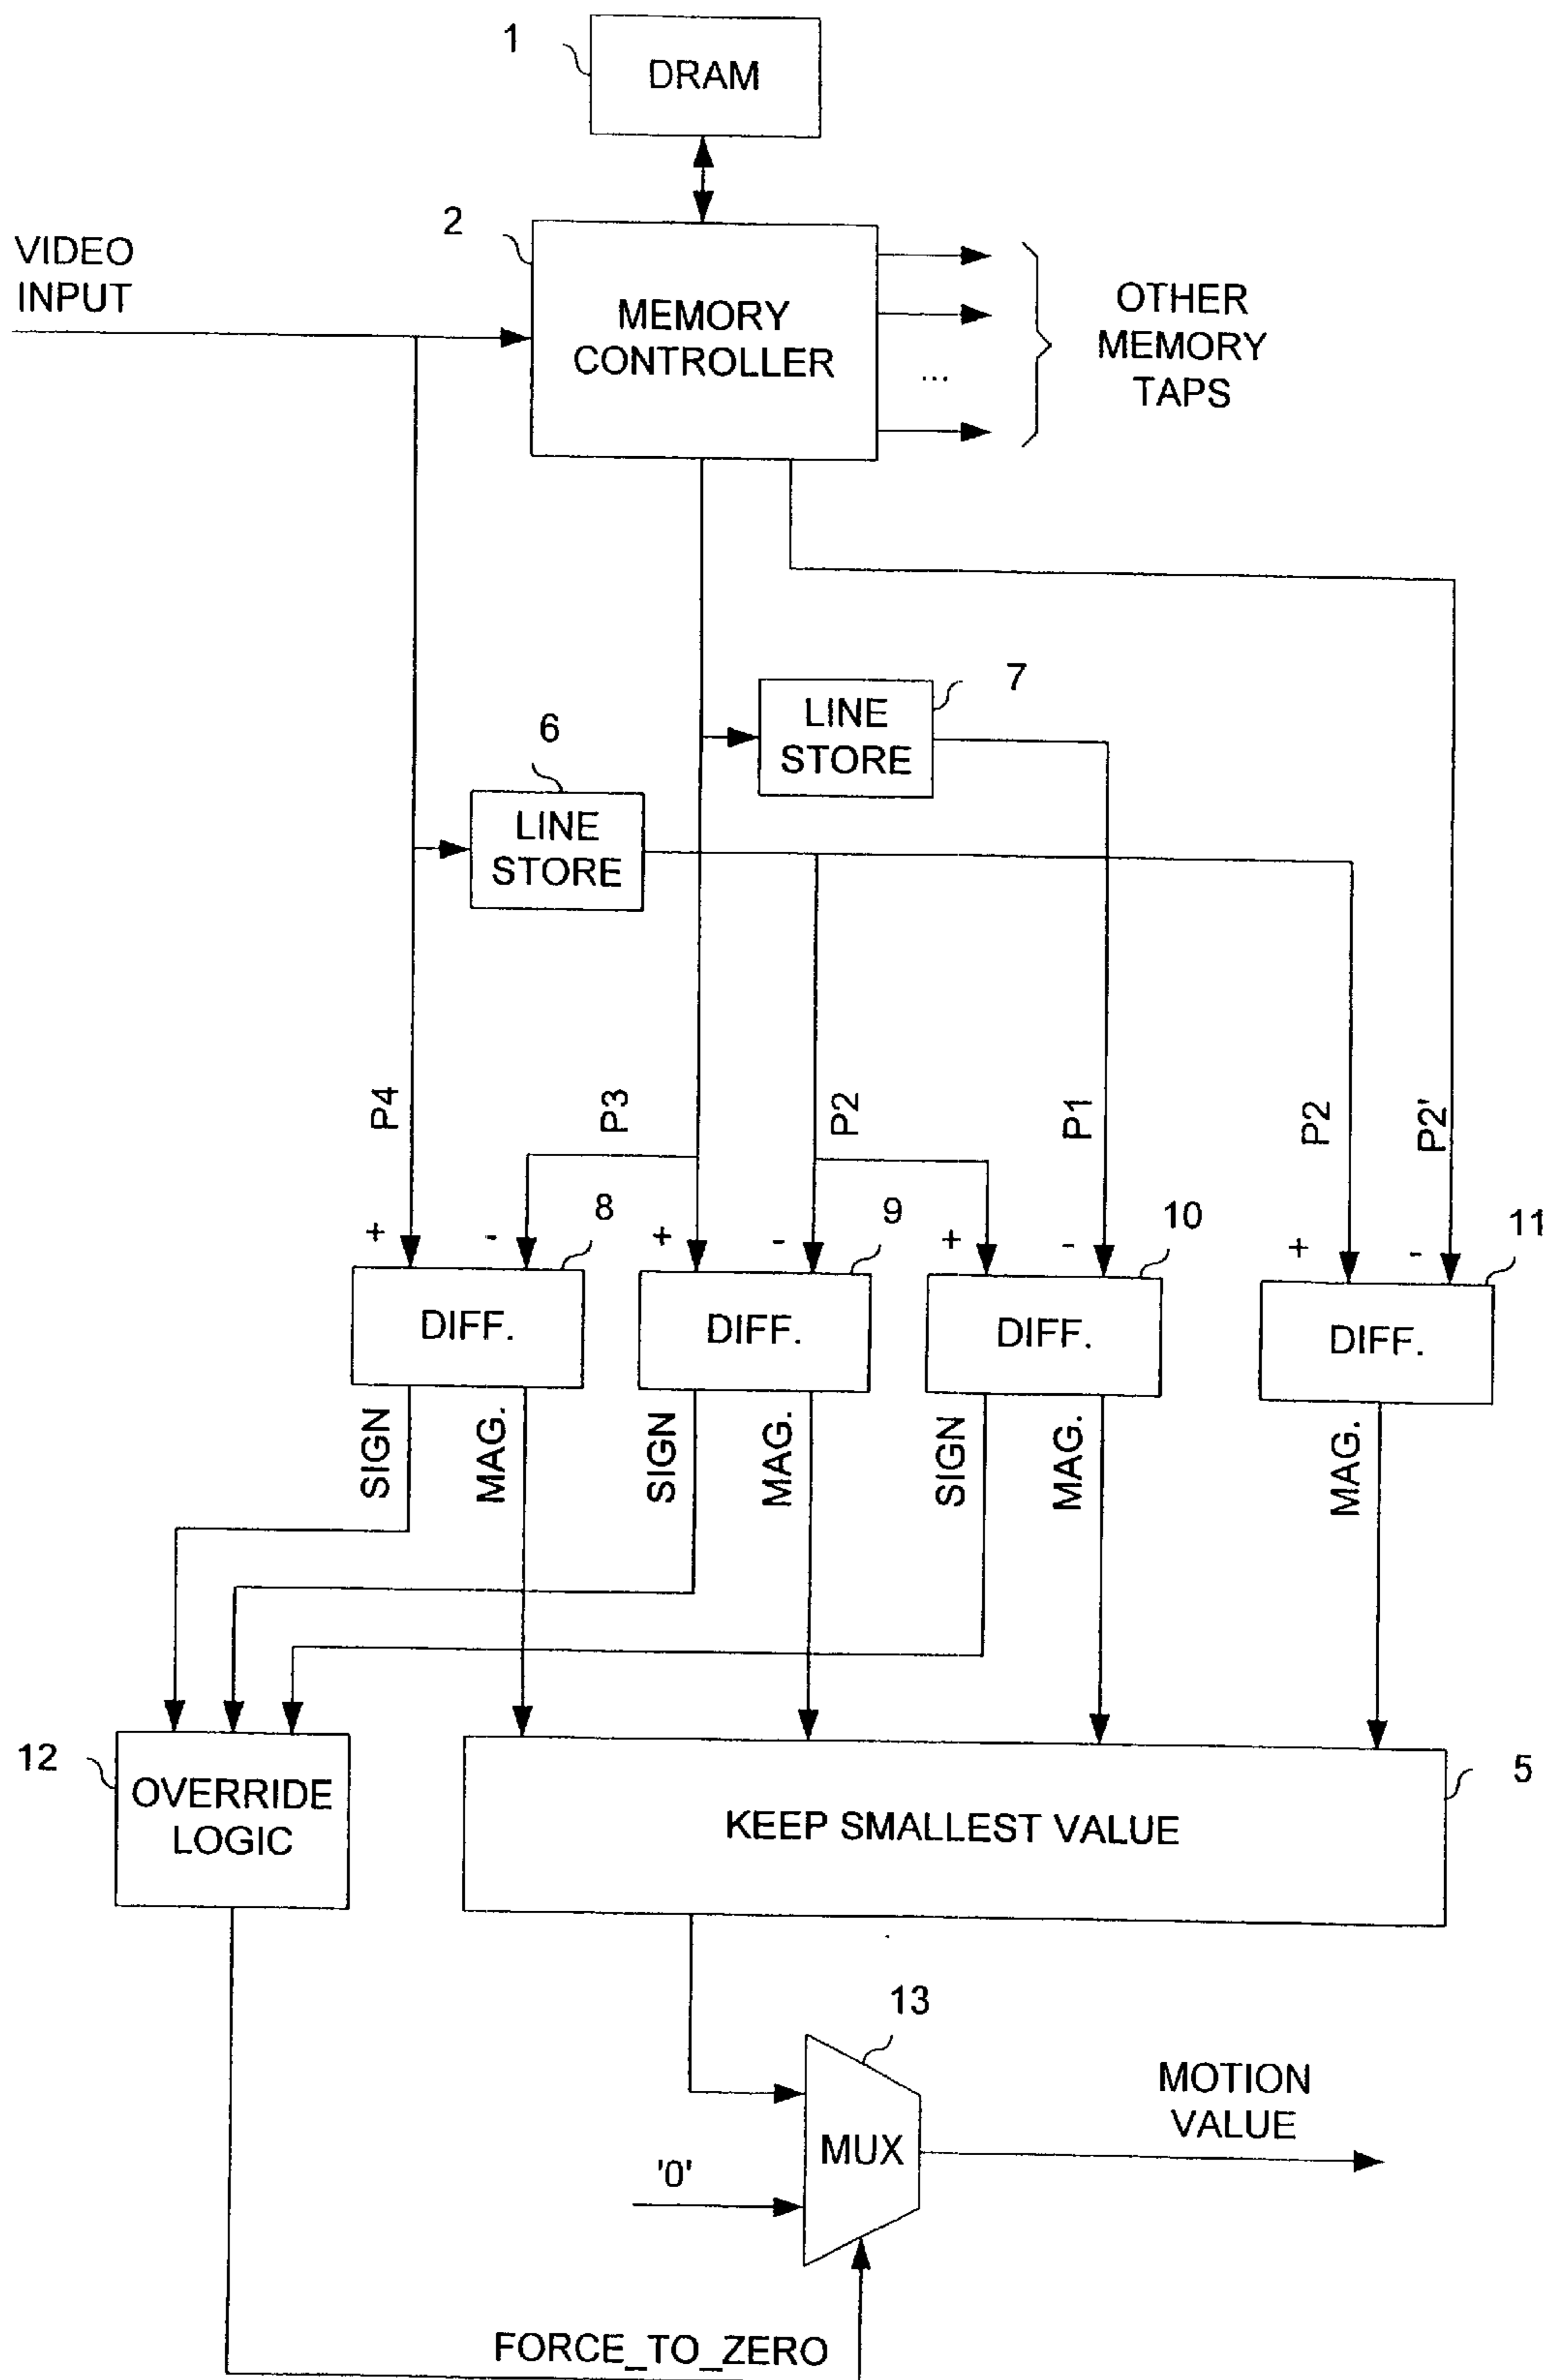 1
DRAM
2
VIDEO
INPUT
MEMORY
CONTROLLER
...
OTHER
MEMORY
TAPS
7
LINE
STORE
6
LINE
STORE
P4
P3
P2
P1
P2
P2'
+
-
8
+
-
9
+
-
10
+
-
11
DIFF.
DIFF.
DIFF.
DIFF.
SIGN
MAG.
SIGN
MAG.
SIGN
MAG.
MAG.
12
OVERRIDE
LOGIC
KEEP SMALLEST VALUE
5
13
MUX
MOTION
VALUE
'0'
FORCE_TO_ZERO